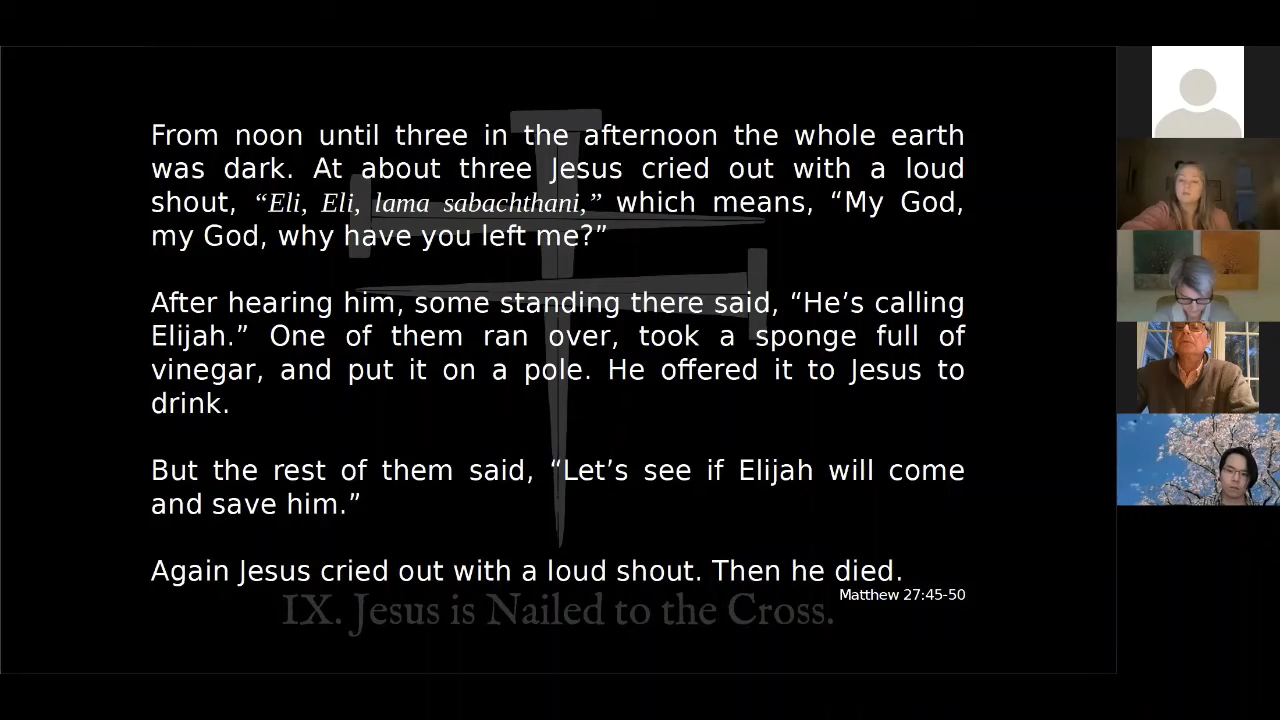 From noon until three in the afternoon the whole earth
was dark. At about three Jesus cried out with a loud
shout, “Eli, Eli, lama sabachthani,” which means, “My God,
my God, why have you left me?”
After hearing him, some standing there said, “He’s calling
Elijah.” One of them ran over, took a sponge full of
vinegar, and put it on a pole. He offered it to Jesus to
drink.
But the rest of them said, “Let’s see if Elijah will come
and save him.”
Again Jesus cried out with a loud shout. Then he died.
Matthew 27:45-50
IX. Jesus is Nailed to the Cross.